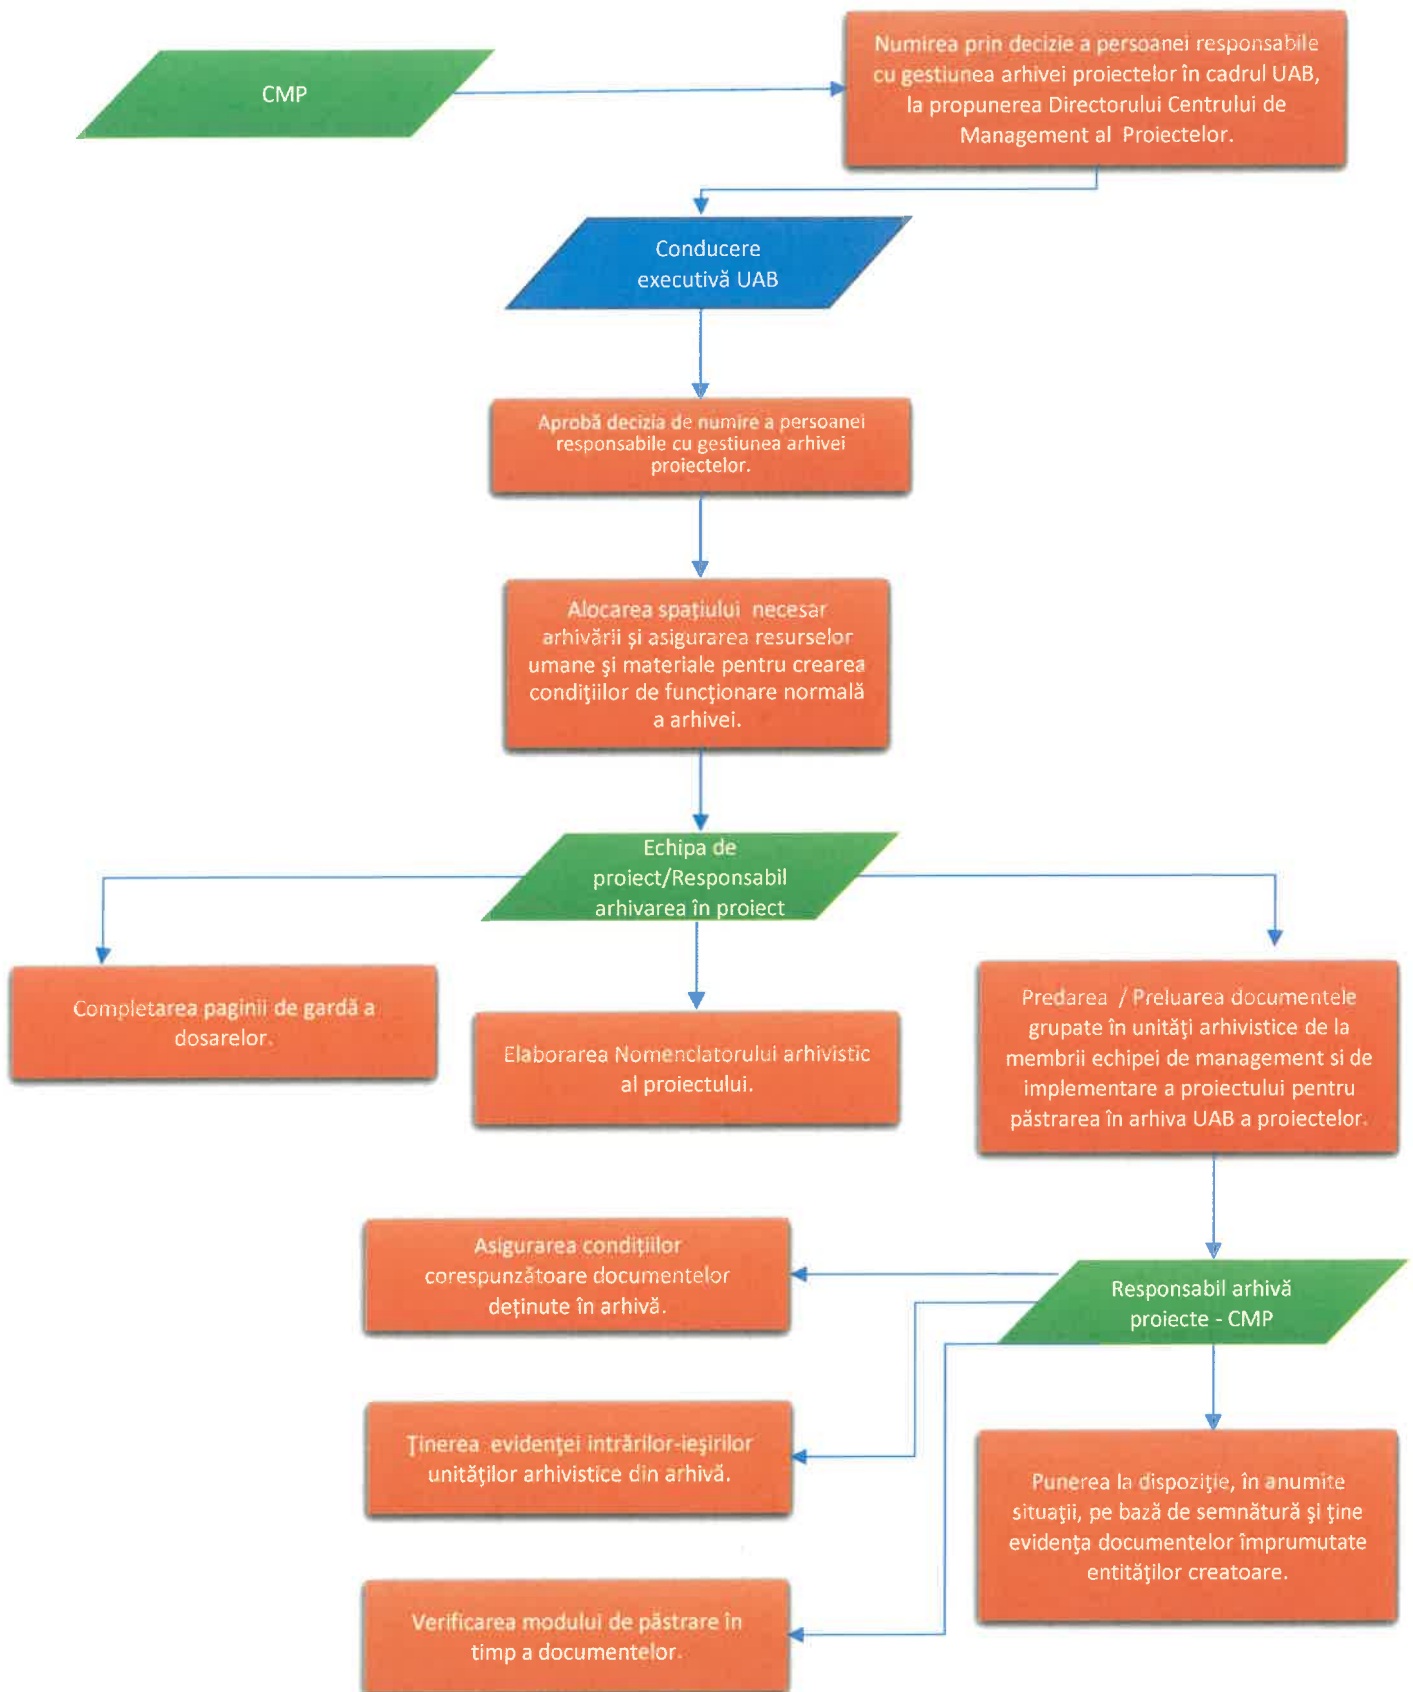 CMP
Numirea prin decizie a persoanei responsabile
cu gestiunea arhivei proiectelor în cadrul UAB,
la propunerea Directorului Centrului de
Management al Proiectelor.
Conducere
executivă UAB
Aprobă decizia de numire a persoanei
responsabile cu gestiunea arhivei
proiectelor.
Alocarea spațiului necesar
arhivării și asigurarea resurselor
umane şi materiale pentru crearea
condiţiilor de funcţionare normală
a arhivei.
Echipa de
proiect/Responsabil
arhivarea în proiect
Completarea paginii de gardă a
dosarelor.
Elaborarea Nomenclatorului arhivistic
al proiectului.
Predarea / Preluarea documentele
grupate în unităţi arhivistice de la
membrii echipei de management si de
implementare a proiectului pentru
păstrarea în arhiva UAB a proiectelor.
Asigurarea condițiilor
corespunzătoare documentelor
deținute în arhivă.
Responsabil arhivă
proiecte - CMP
Ţinerea evidenţei intrărilor-ieşirilor
unităţilor arhivistice din arhivă.
Punerea la dispoziţie, în anumite
situaţii, pe bază de semnătură şi ţine
evidenţa documentelor împrumutate
entităţilor creatoare.
Verificarea modului de păstrare în
timp a documentelor.